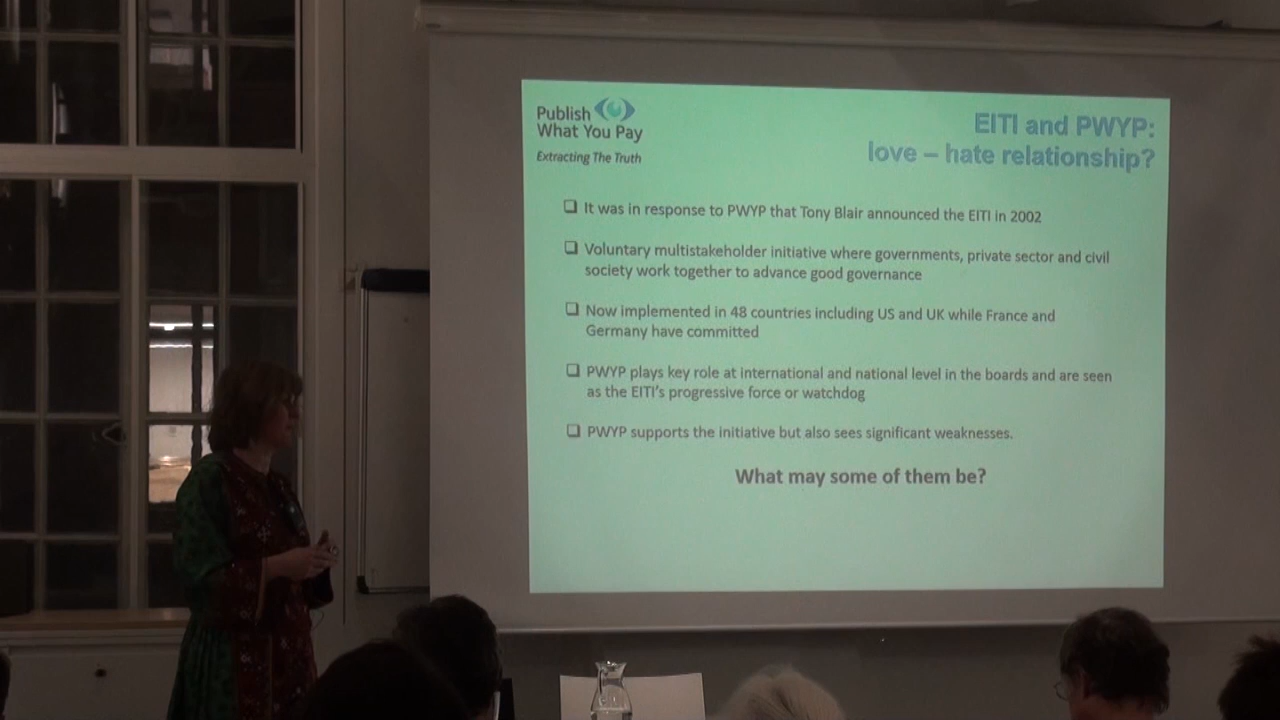 Publish
What You Pay
Extracting The Truth
EITI and PWYP:
love – hate relationship?
❑ It was in response to PWYP that Tony Blair announced the EITI in 2002
❑ Voluntary multistakeholder initiative where governments, private sector and civil
society work together to advance good governance
❑ Now implemented in 48 countries including US and UK while France and
Germany have committed
❑ PWYP plays key role at international and national level in the boards and are seen
as the EITI's progressive force or watchdog
❑ PWYP supports the initiative but also sees significant weaknesses.
What may some of them be?